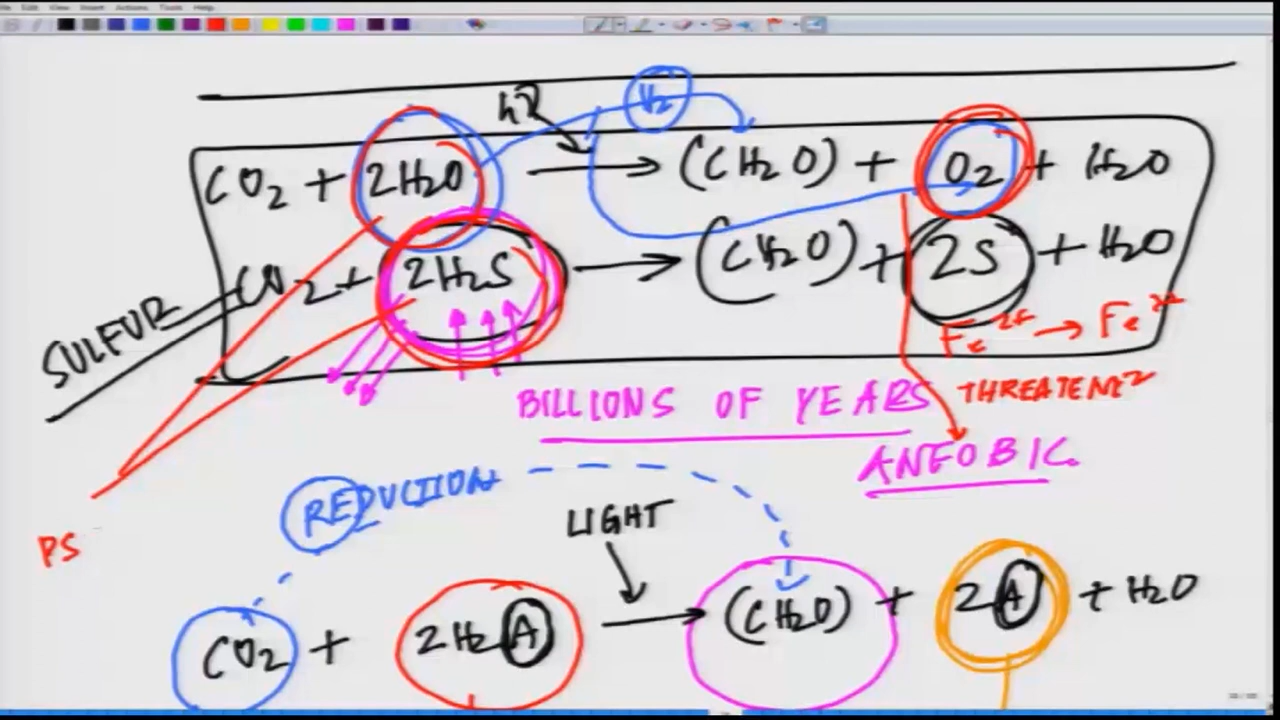 hν H₂
CO₂ + 2H₂O → (CH₂O) + O₂ + H₂O
CO₂ + 2H₂S → (CH₂O) + 2S + H₂O
SULFUR
Fe²⁺ → Fe³⁺
BILLIONS OF YEARS
ANEOBIC.
REDUCTION
LIGHT
PS
CO₂ + 2H₂A → (CH₂O) + 2A + H₂O